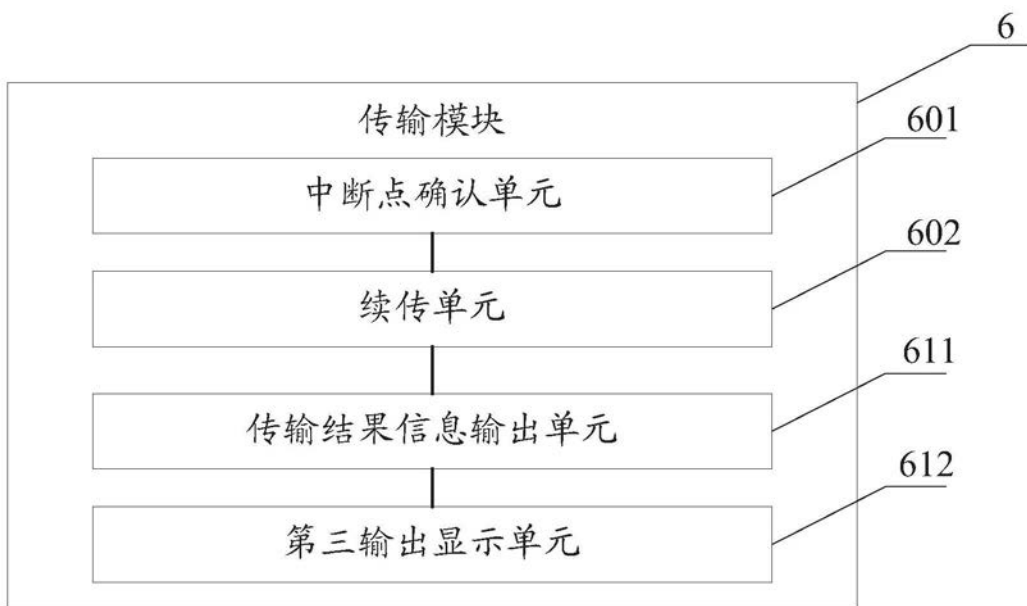 6
传输模块
601
中断点确认单元
602
续传单元
611
传输结果信息输出单元
612
第三输出显示单元